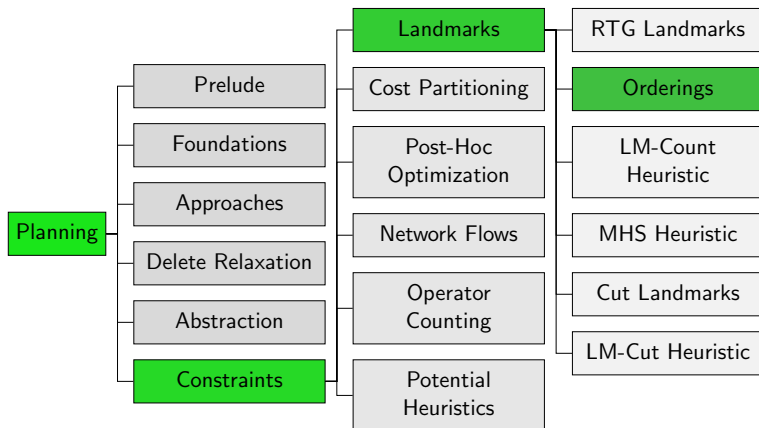 Planning
Prelude
Foundations
Approaches
Delete Relaxation
Abstraction
Constraints
Landmarks
Cost Partitioning
Post-Hoc
Optimization
Network Flows
Operator
Counting
Potential
Heuristics
RTG Landmarks
Orderings
LM-Count
Heuristic
MHS Heuristic
Cut Landmarks
LM-Cut Heuristic